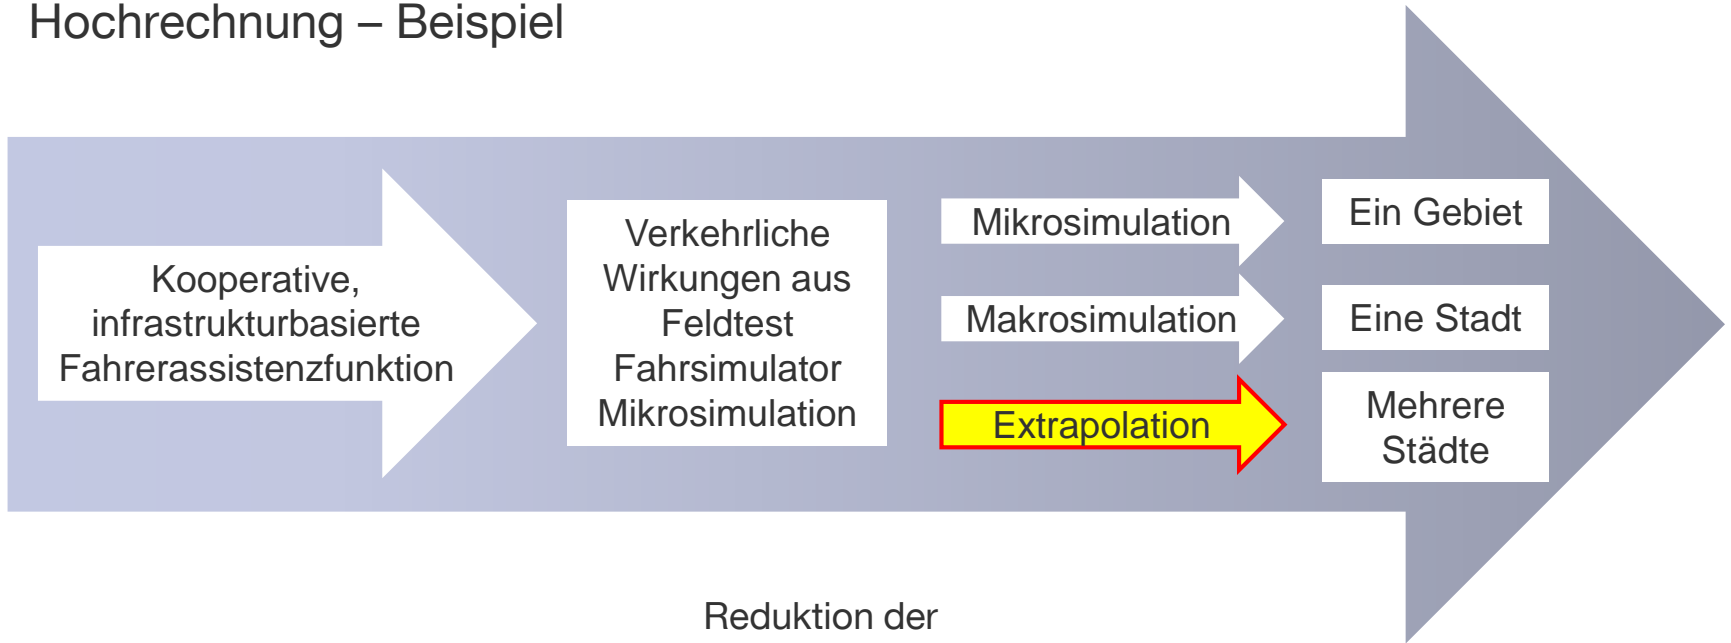 Hochrechnung – Beispiel
Kooperative,
infrastrukturbasierte
Fahrerassistenzfunktion
Verkehrliche
Wirkungen aus
Feldtest
Fahrsimulator
Mikrosimulation
Mikrosimulation
Ein Gebiet
Makrosimulation
Eine Stadt
Extrapolation
Mehrere
Städte
Reduktion der